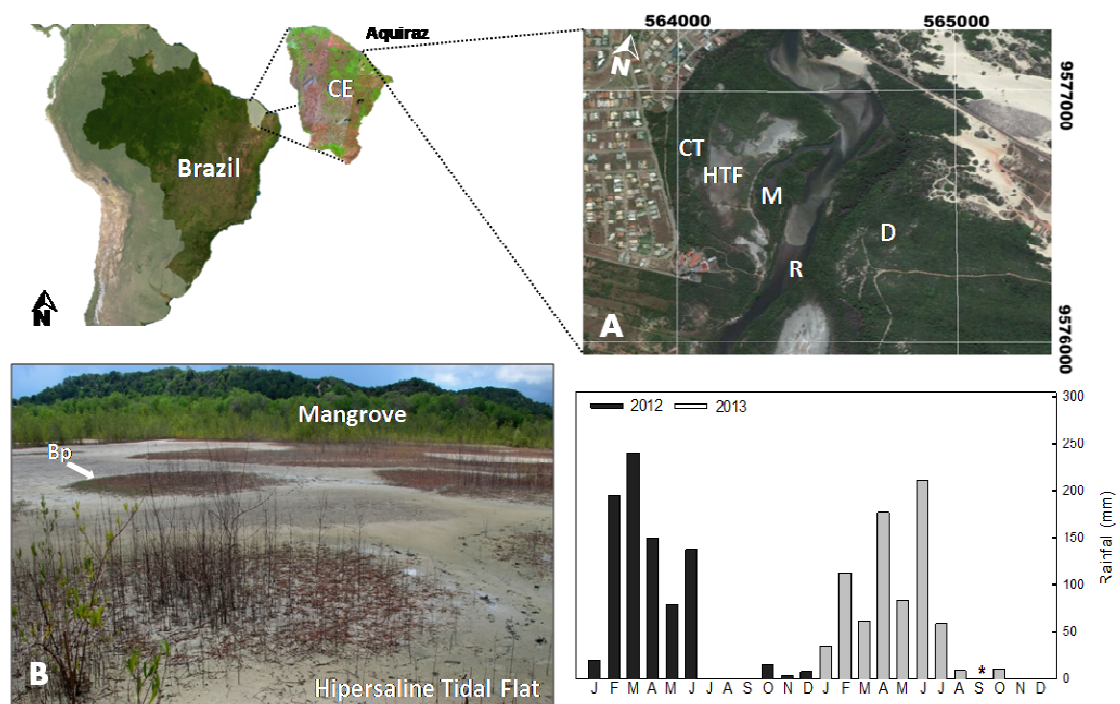 Aquiraz
CE
Brazil
N
564000 565000
N
CT
HTF
M
D
R
A
9577000
9576000
Mangrove
Bp
B
Hipersaline Tidal Flat
2012 2013
300
250
200
150
100
50
0
Rainfal (mm)
J F M A M J J A S O N D J F M A M J J A S O N D
*